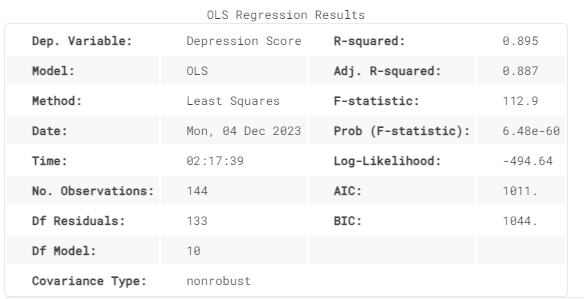 OLS Regression Results
Dep. Variable: Depression Score R-squared: 0.895
Model: OLS Adj. R-squared: 0.887
Method: Least Squares F-statistic: 112.9
Date: Mon, 04 Dec 2023 Prob (F-statistic): 6.48e-60
Time: 02:17:39 Log-Likelihood: -494.64
No. Observations: 144 AIC: 1011.
Df Residuals: 133 BIC: 1044.
Df Model: 10
Covariance Type: nonrobust